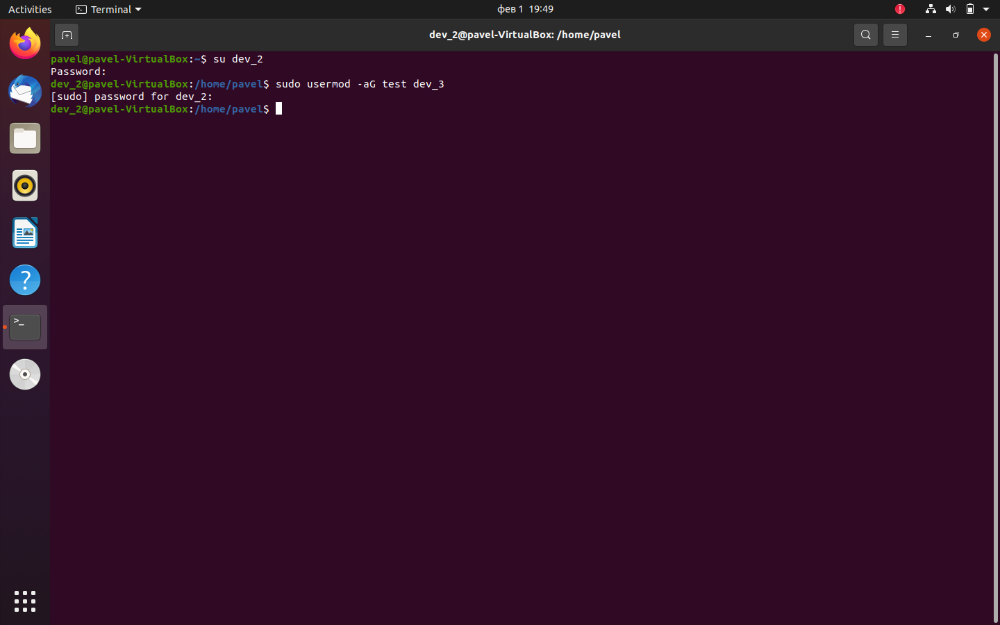 Activities
Terminal
фев 1 19:49
dev_2@pavel-VirtualBox: /home/pavel
pavel@pavel-VirtualBox:~$ su dev_2
Password:
dev_2@pavel-VirtualBox:/home/pavel$ sudo usermod -aG test dev_3
[sudo] password for dev_2:
dev_2@pavel-VirtualBox:/home/pavel$